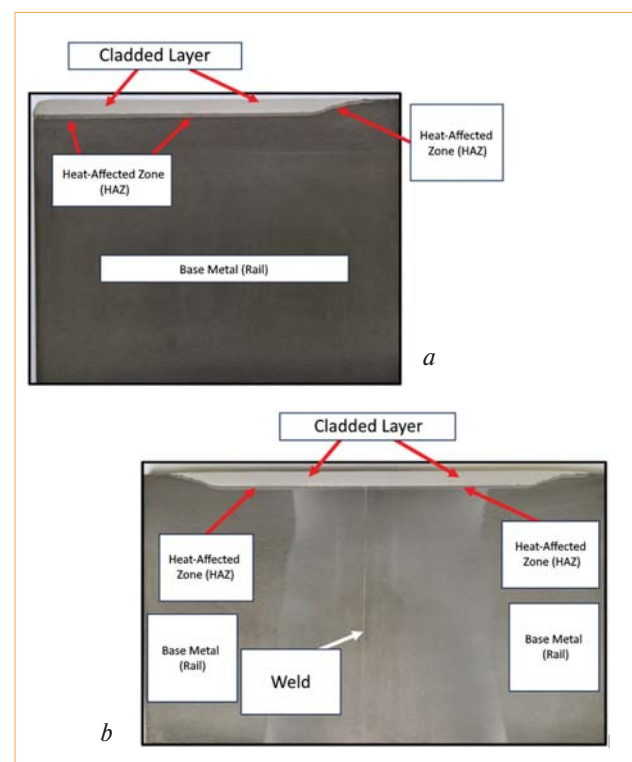 Cladded Layer
Heat-Affected
Zone (HAZ)
Heat-Affected Zone
(HAZ)
Base Metal (Rail)
a
Cladded Layer
Heat-Affected
Zone (HAZ)
Heat-Affected
Zone (HAZ)
Base Metal
(Rail)
Base Metal
(Rail)
Weld
b